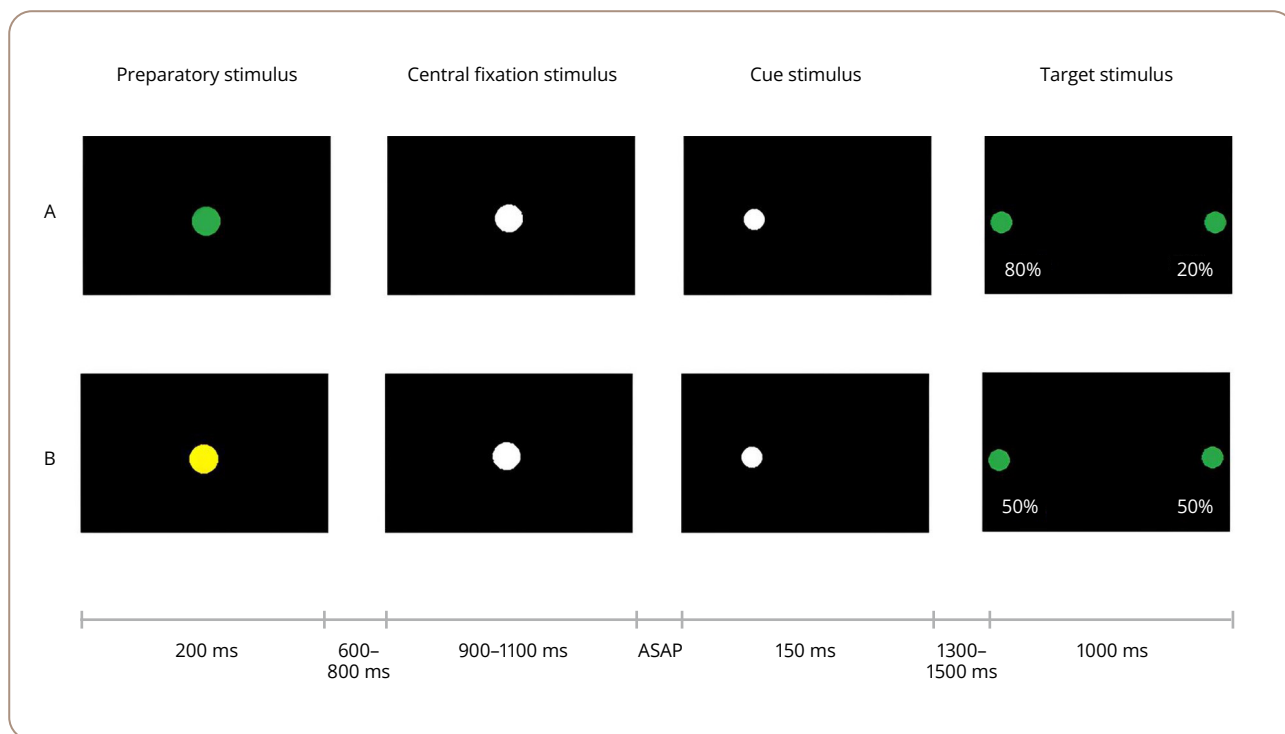 Preparatory stimulus
Central fixation stimulus
Cue stimulus
Target stimulus
A
80%
20%
B
50%
50%
200 ms
600–
800 ms
900–1100 ms
ASAP
150 ms
1300–
1500 ms
1000 ms